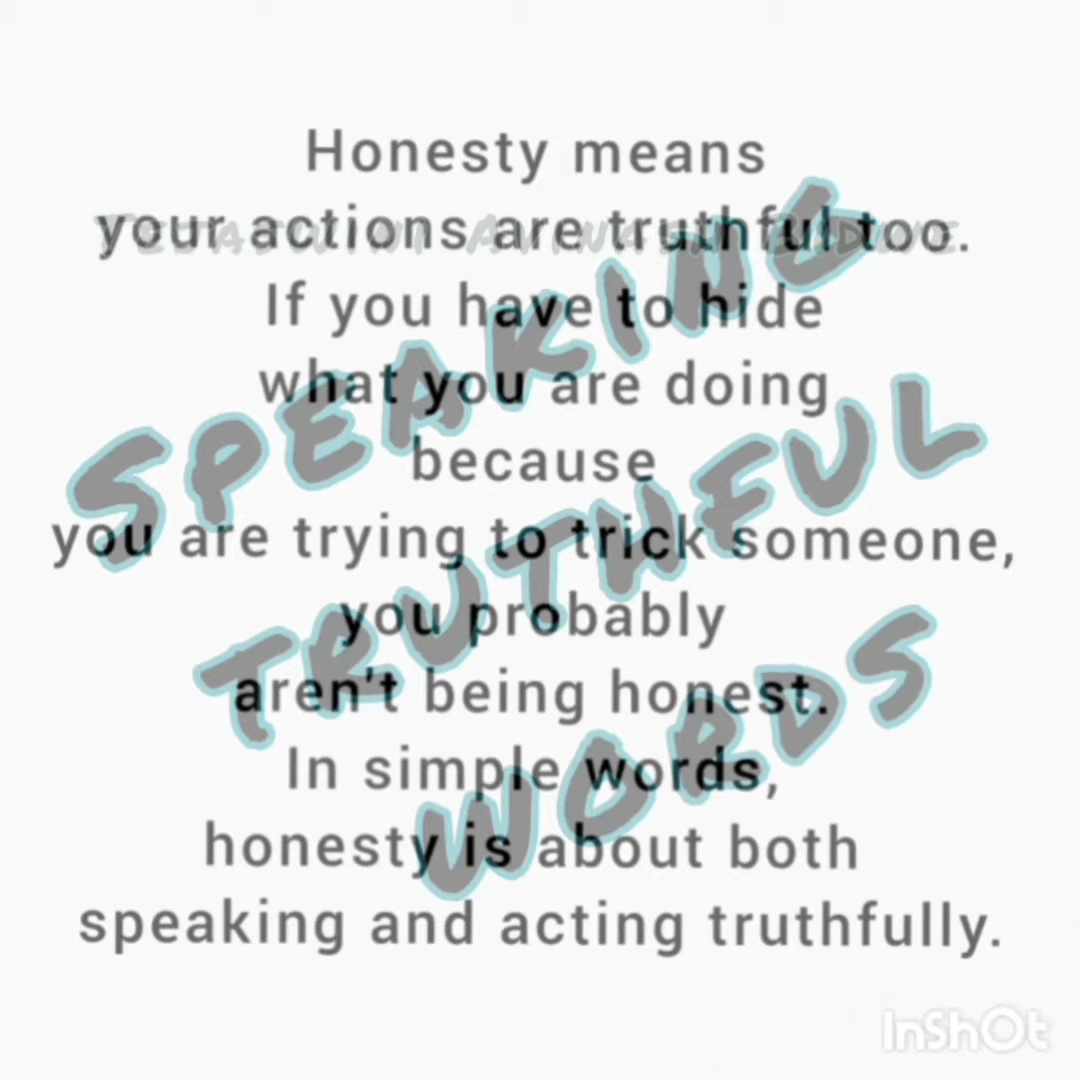 Honesty means
your actions are truthful too.
If you have to hide
what you are doing
because
you are trying to trick someone,
you probably
aren't being honest.
In simple words,
honesty is about both
speaking and acting truthfully.
SPEAKING
TRUTHFUL
WORDS
InShOt